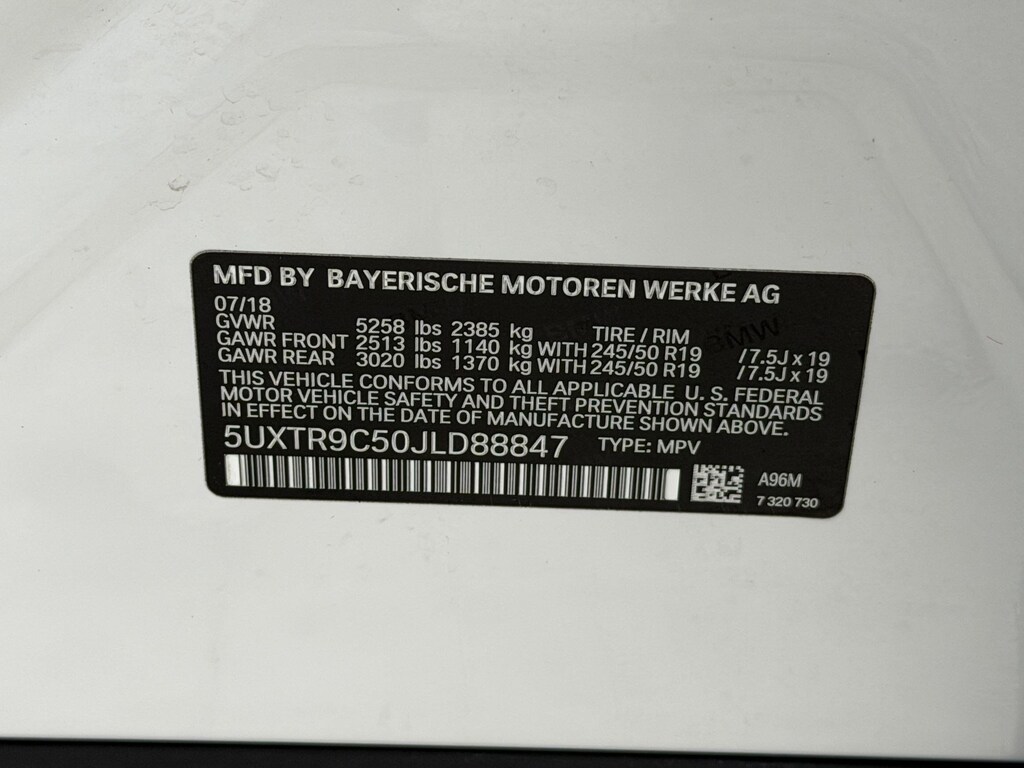 MFD BY BAYERISCHE MOTOREN WERKE AG
07/18
GVWR 5258 lbs 2385 kg TIRE / RIM
GAWR FRONT 2513 lbs 1140 kg WITH 245/50 R19 / 7.5J x 19
GAWR REAR 3020 lbs 1370 kg WITH 245/50 R19 / 7.5J x 19
THIS VEHICLE CONFORMS TO ALL APPLICABLE U. S. FEDERAL
MOTOR VEHICLE SAFETY AND THEFT PREVENTION STANDARDS
IN EFFECT ON THE DATE OF MANUFACTURE SHOWN ABOVE.
5UXTR9C50JLD88847 TYPE: MPV
A96M
7 320 730
BMW